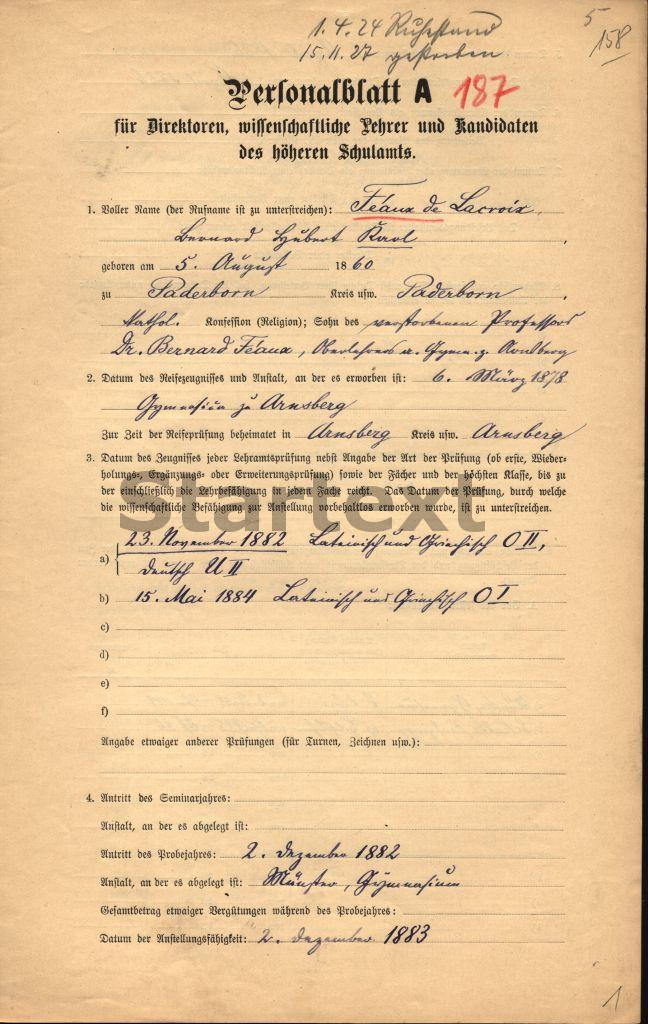 1.4.24 Ruhestand
15.11.27 gestorben
5
158
Personalblatt A 187
für Direktoren, wissenschaftliche Lehrer und Kandidaten
des höheren Schulamts.
1. Voller Name (der Rufname ist zu unterstreichen): Féaux de Lacroix,
Bernard Hubert Karl
geboren am 5. August 1860
zu Paderborn Kreis usw. Paderborn,
Kathol. Konfession (Religion); Sohn des verstorbenen Professors
Dr. Bernard Féaux, Oberlehrers a. Gymn. z. Arnsberg
2. Datum des Reifezeugnisses und Anstalt, an der es erworben ist: 6. März 1878
Gymnasium zu Arnsberg
Zur Zeit der Reifeprüfung beheimatet in Arnsberg Kreis usw. Arnsberg
3. Datum des Zeugnisses jeder Lehramtsprüfung nebst Angabe der Art der Prüfung (ob erste, Wieder-
holungs-, Ergänzungs- oder Erweiterungsprüfung) sowie der Fächer und der höchsten Klasse, bis zu
der einschließlich die Lehrbefähigung in jedem Fache reicht. Das Datum der Prüfung, durch welche
die wissenschaftliche Befähigung zur Anstellung vorbehaltlos erworben wurde, ist zu unterstreichen.
Startext
a) 23. November 1882 Lateinisch und Griechisch O II,
Deutsch U II
b) 15. Mai 1884 Lateinisch und Griechisch O I
c)
d)
e)
f)
Angabe etwaiger anderer Prüfungen (für Turnen, Zeichnen usw.):
4. Antritt des Seminarjahres:
Anstalt, an der es abgelegt ist:
Antritt des Probejahres: 2. Dezember 1882
Anstalt, an der es abgelegt ist: Münster, Gymnasium
Gesamtbetrag etwaiger Vergütungen während des Probejahres:
Datum der Anstellungsfähigkeit: 2. Dezember 1883
1